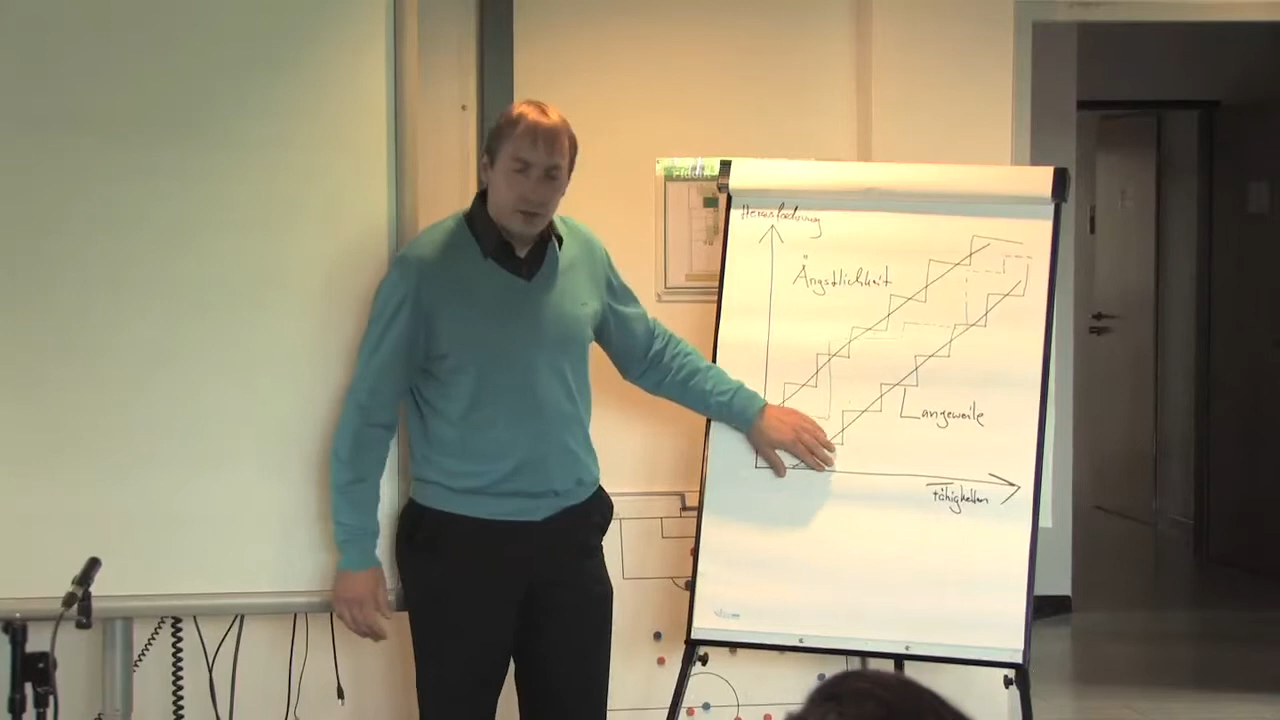 Herausforderung
Ängstlichkeit
Langeweile
Fähigkeiten